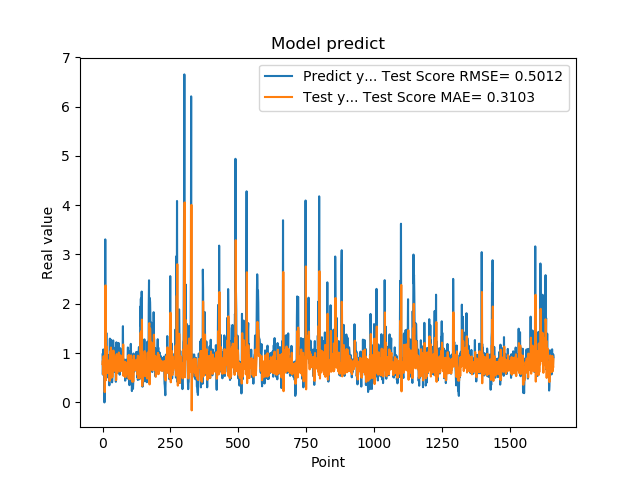 Model predict
Predict y... Test Score RMSE= 0.5012
Test y... Test Score MAE= 0.3103
Real value
7
6
5
4
3
2
1
0
0 250 500 750 1000 1250 1500
Point